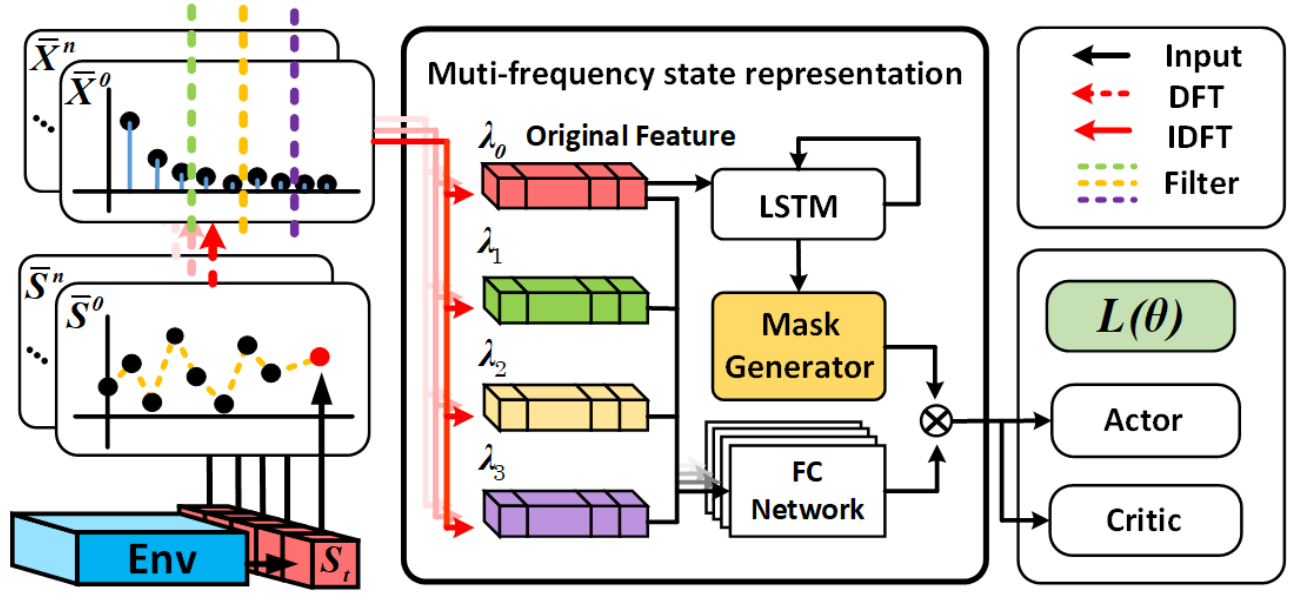 X̅ⁿ
X̅⁰
S̅ⁿ
S̅⁰
Env
Sₜ
Muti-frequency state representation
λ₀
Original Feature
λ₁
λ₂
λ₃
LSTM
Mask
Generator
FC
Network
Input
DFT
IDFT
Filter
L(θ)
Actor
Critic